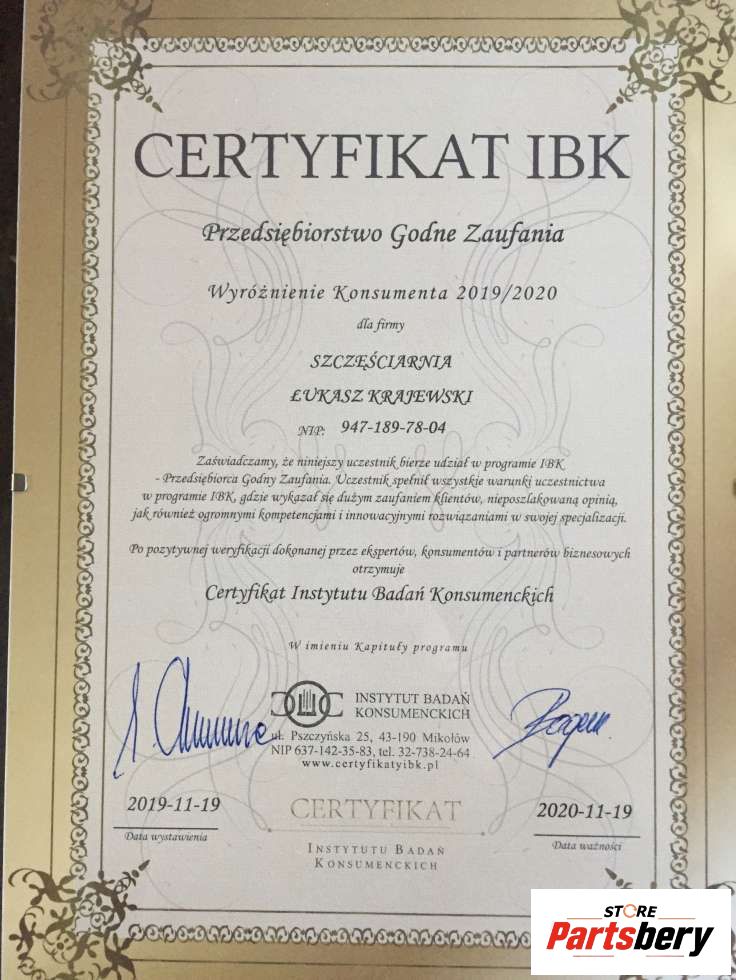 CERTYFIKAT IBK
Przedsiębiorstwo Godne Zaufania
Wyróżnienie Konsumenta 2019/2020
dla firmy
SZCZĘŚCIARNIA
ŁUKASZ KRAJEWSKI
NIP: 947-189-78-04
Zaświadczamy, że niniejszy uczestnik bierze udział w programie IBK
- Przedsiębiorca Godny Zaufania. Uczestnik spełnił wszystkie warunki uczestnictwa
w programie IBK, gdzie wykazał się dużym zaufaniem klientów, nieposzlakowaną opinią,
jak również ogromnymi kompetencjami i innowacyjnymi rozwiązaniami w swojej specjalizacji.
Po pozytywnej weryfikacji dokonanej przez ekspertów, konsumentów i partnerów biznesowych
otrzymuje
Certyfikat Instytutu Badań Konsumenckich
W imieniu Kapituły programu
INSTYTUT BADAŃ
KONSUMENCKICH
ul. Pszczyńska 25, 43-190 Mikołów
NIP 637-142-35-83, tel. 32-738-24-64
www.certyfikatyibk.pl
2019-11-19
Data wystawienia
CERTYFIKAT
INSTYTUTU BADAŃ
KONSUMENCKICH
2020-11-19
Data ważności
STORE
Partsbery